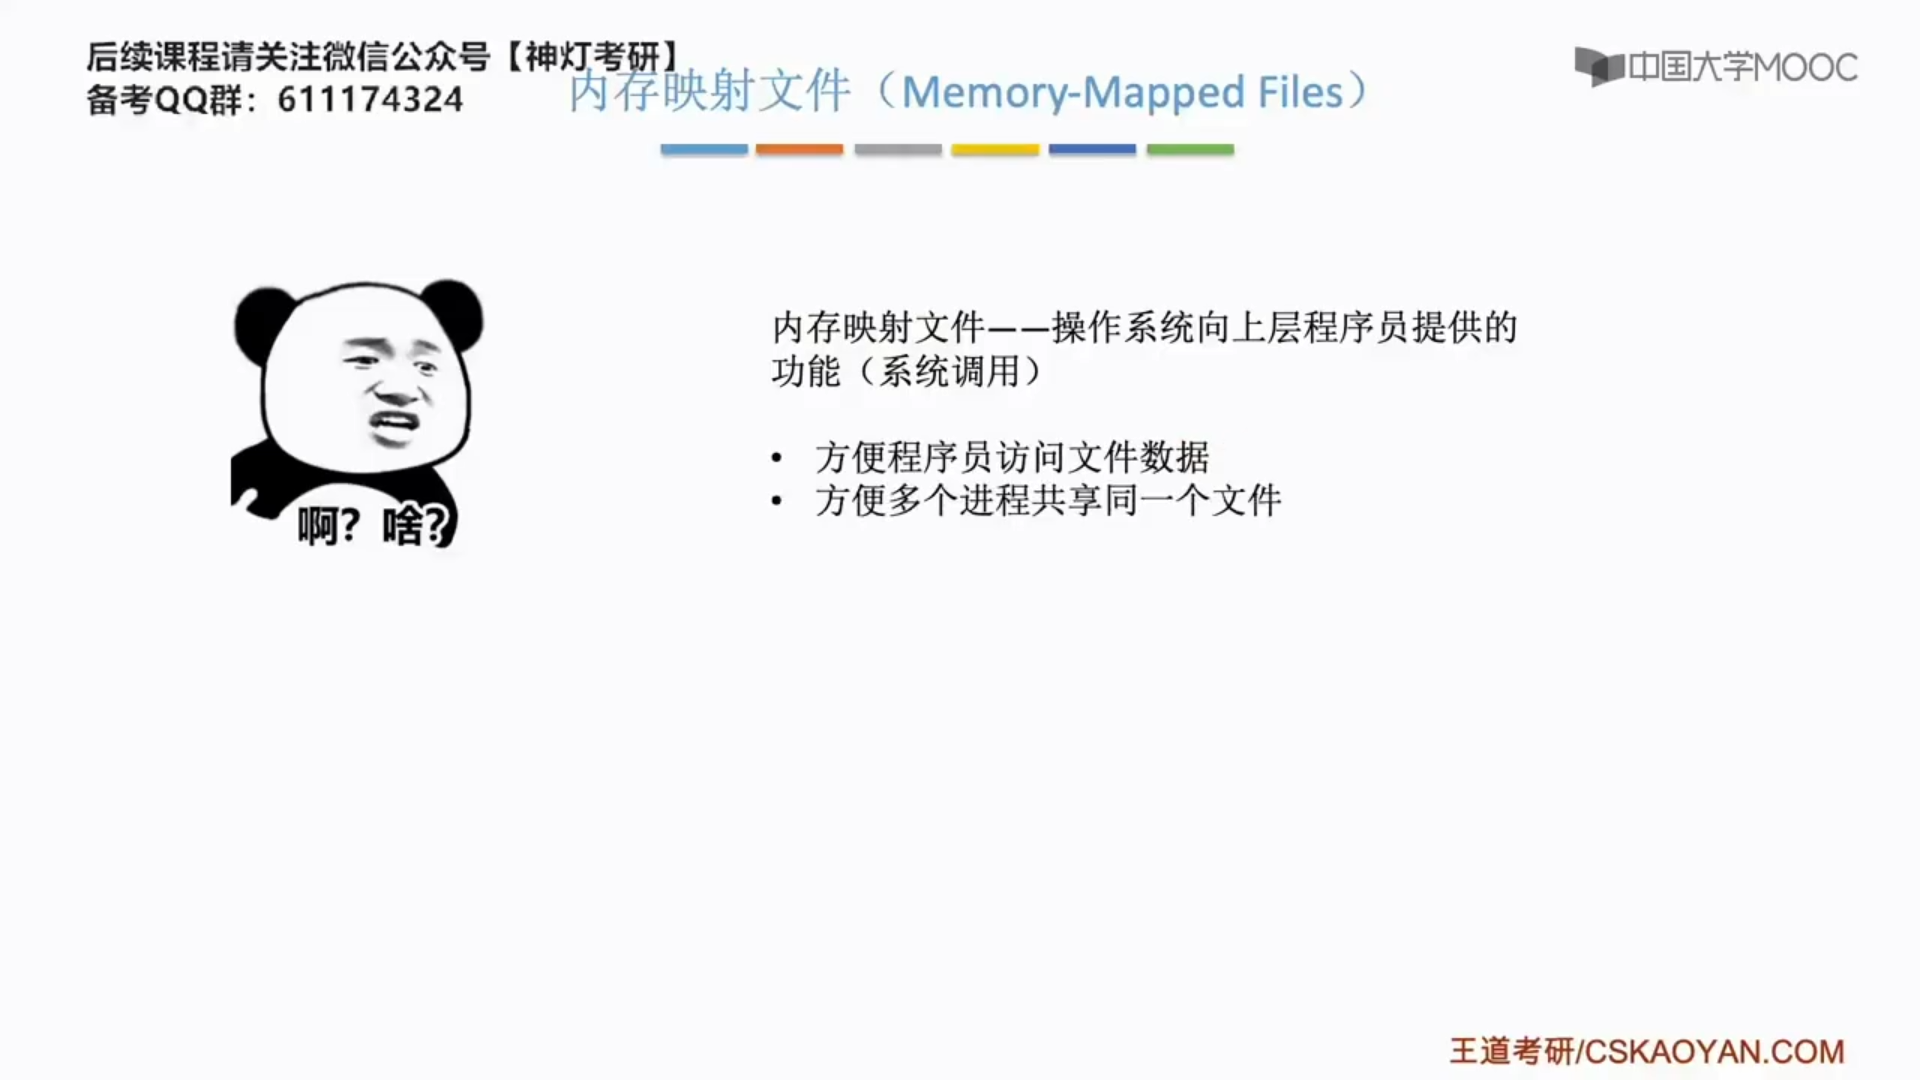 后续课程请关注微信公众号【神灯考研】
备考QQ群：611174324
内存映射文件（Memory-Mapped Files）
中国大学MOOC
内存映射文件——操作系统向上层程序员提供的
功能（系统调用）
• 方便程序员访问文件数据
• 方便多个进程共享同一个文件
啊？啥？
王道考研/CSKAOYAN.COM